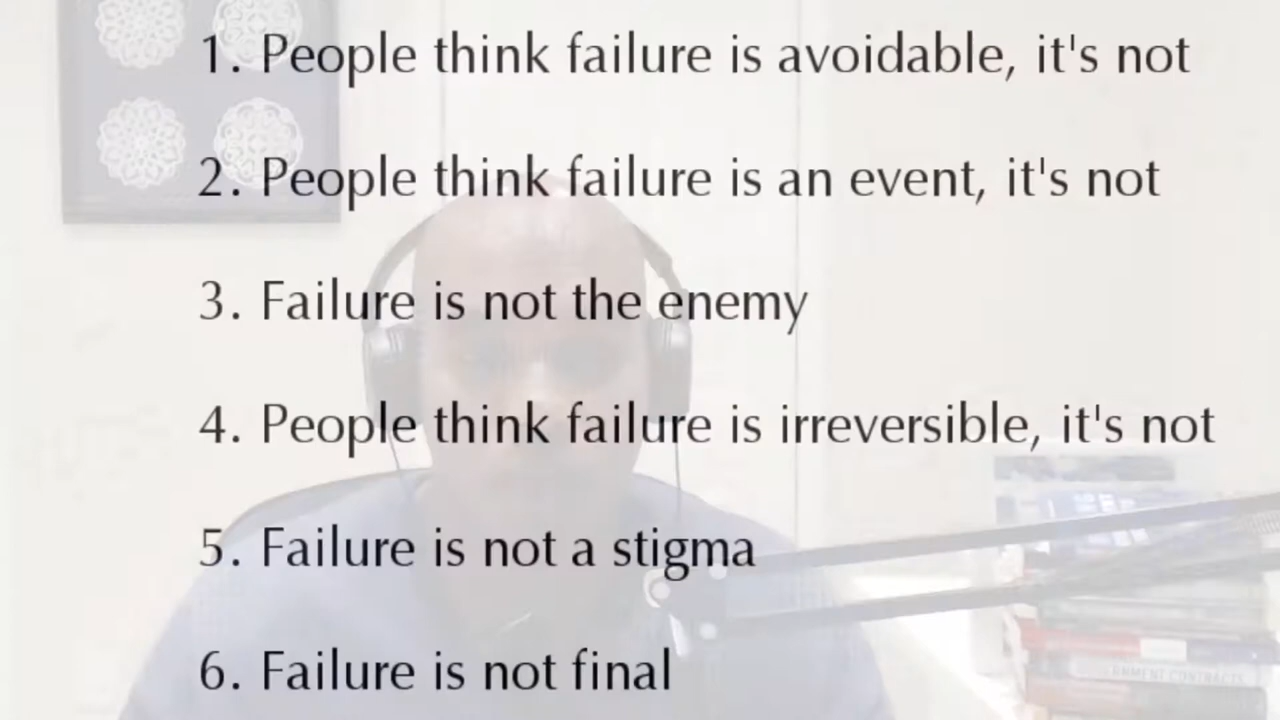 1. People think failure is avoidable, it's not
2. People think failure is an event, it's not
3. Failure is not the enemy
4. People think failure is irreversible, it's not
5. Failure is not a stigma
6. Failure is not final
CONTRACTS